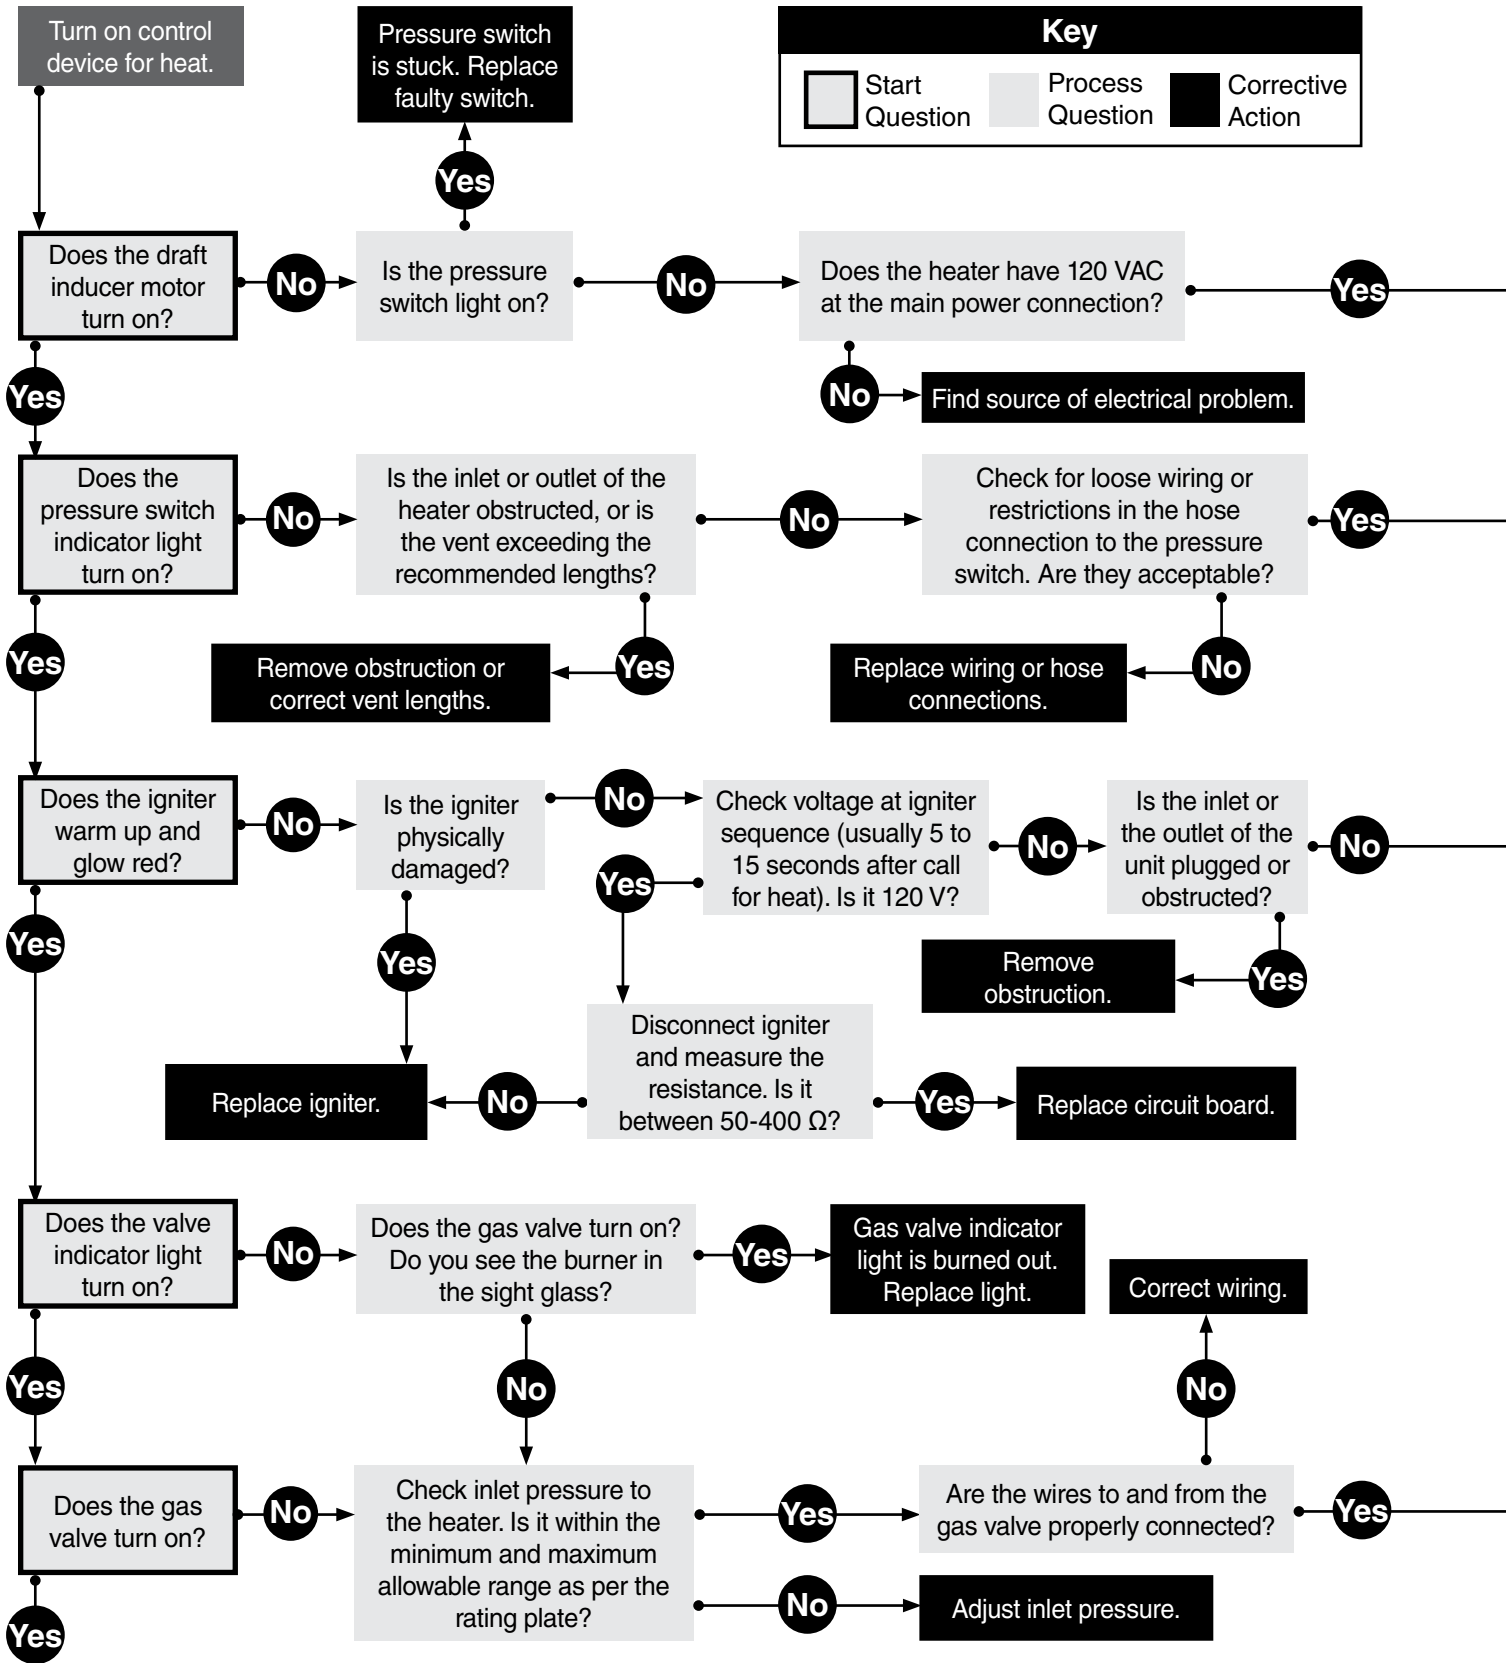 Turn on control
device for heat.
Pressure switch
is stuck. Replace
faulty switch.
Key
Start
Question
Process
Question
Corrective
Action
Yes
Does the draft
inducer motor
turn on?
No
Is the pressure
switch light on?
No
Does the heater have 120 VAC
at the main power connection?
Yes
Yes
No
Find source of electrical problem.
Does the
pressure switch
indicator light
turn on?
No
Is the inlet or outlet of the
heater obstructed, or is
the vent exceeding the
recommended lengths?
No
Check for loose wiring or
restrictions in the hose
connection to the pressure
switch. Are they acceptable?
Yes
Yes
Remove obstruction or
correct vent lengths.
Yes
Replace wiring or hose
connections.
No
Does the igniter
warm up and
glow red?
No
Is the igniter
physically
damaged?
No
Check voltage at igniter
sequence (usually 5 to
15 seconds after call
for heat). Is it 120 V?
No
Is the inlet or
the outlet of the
unit plugged or
obstructed?
No
Yes
Yes
Yes
Remove
obstruction.
Yes
Replace igniter.
No
Disconnect igniter
and measure the
resistance. Is it
between 50-400 Ω?
Yes
Replace circuit board.
Does the valve
indicator light
turn on?
No
Does the gas valve turn on?
Do you see the burner in
the sight glass?
Yes
Gas valve indicator
light is burned out.
Replace light.
Correct wiring.
Yes
No
No
Does the gas
valve turn on?
No
Check inlet pressure to
the heater. Is it within the
minimum and maximum
allowable range as per the
rating plate?
Yes
Are the wires to and from the
gas valve properly connected?
Yes
No
Adjust inlet pressure.
Yes